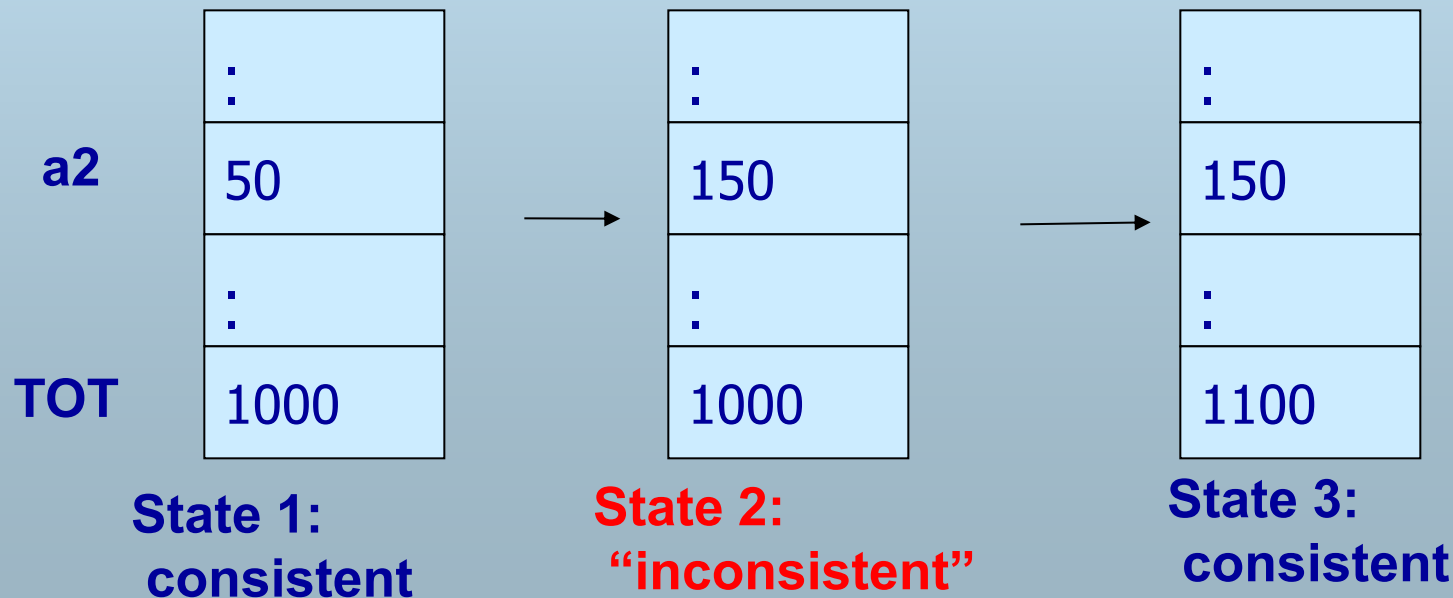 : : :
a2 50 150 150
: : :
TOT 1000 1000 1100
State 1: State 2: State 3:
consistent “inconsistent” consistent